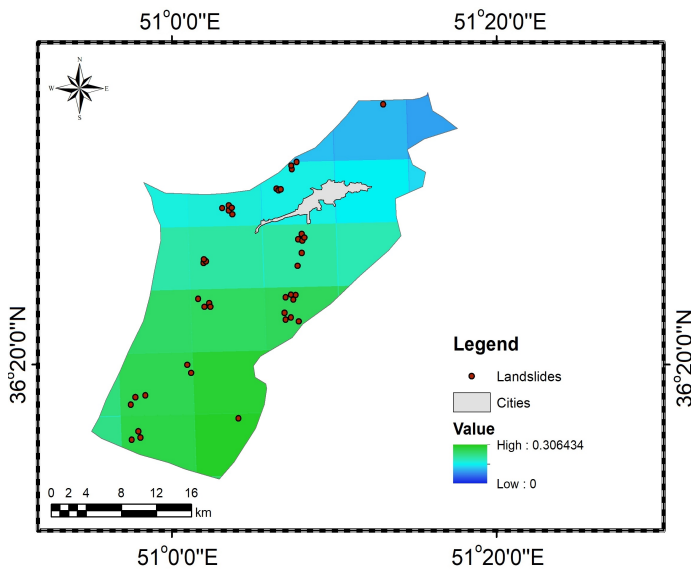 51°0'0"E 51°20'0"E
N
W E
S
36°20'0"N 36°20'0"N
Legend
Landslides
Cities
Value
High : 0.306434
Low : 0
0 2 4 8 12 16
km
51°0'0"E 51°20'0"E